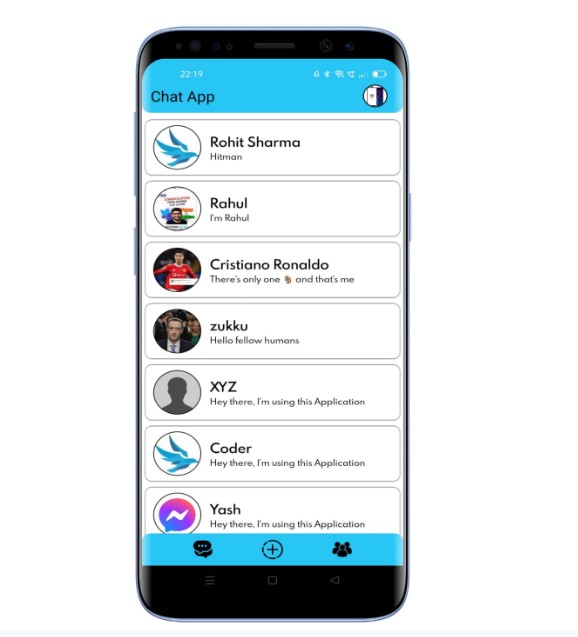 22:19
Chat App
Rohit Sharma
Hitman
Rahul
I'm Rahul
Cristiano Ronaldo
There's only one 🐐 and that's me
zukku
Hello fellow humans
XYZ
Hey there, I'm using this Application
Coder
Hey there, I'm using this Application
Yash
Hey there, I'm using this Application